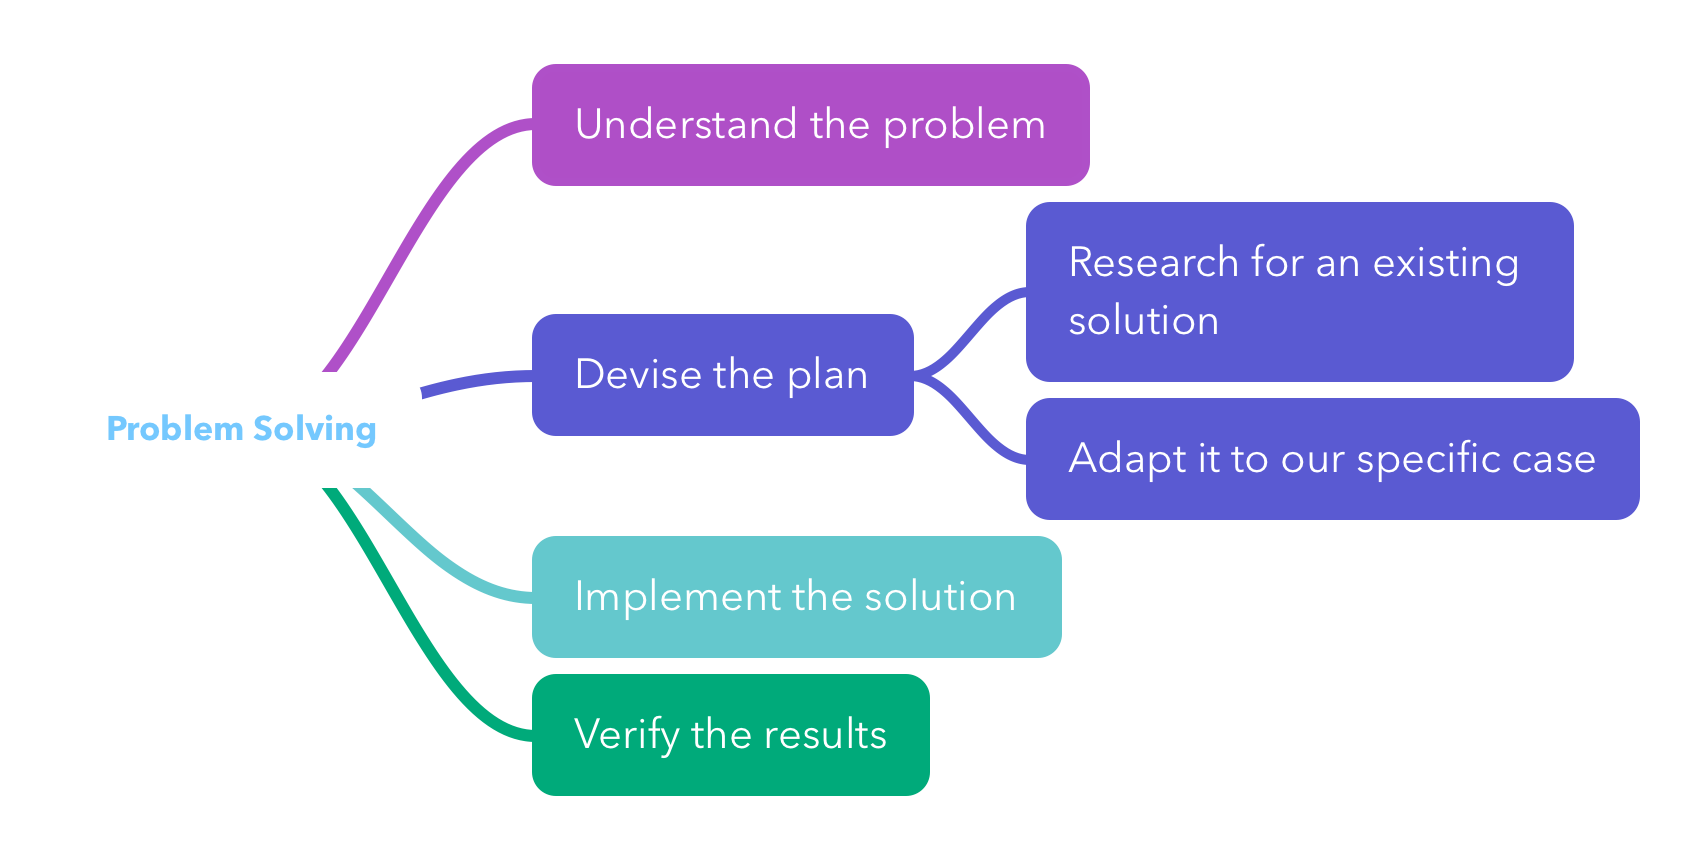 Problem Solving
Understand the problem
Devise the plan
Research for an existing
solution
Adapt it to our specific case
Implement the solution
Verify the results